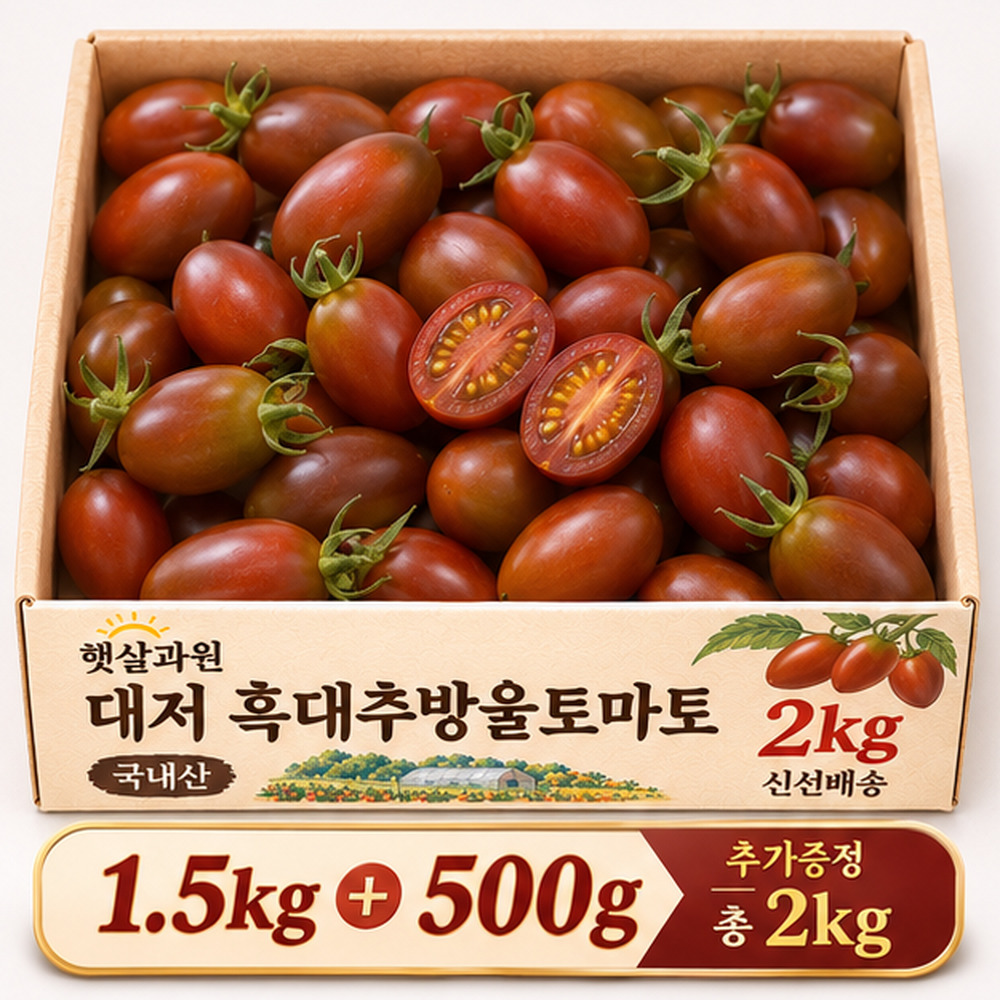 햇살과원
대저 흑대추방울토마토
국내산
2kg
신선배송
1.5kg + 500g
추가증정
총 2kg